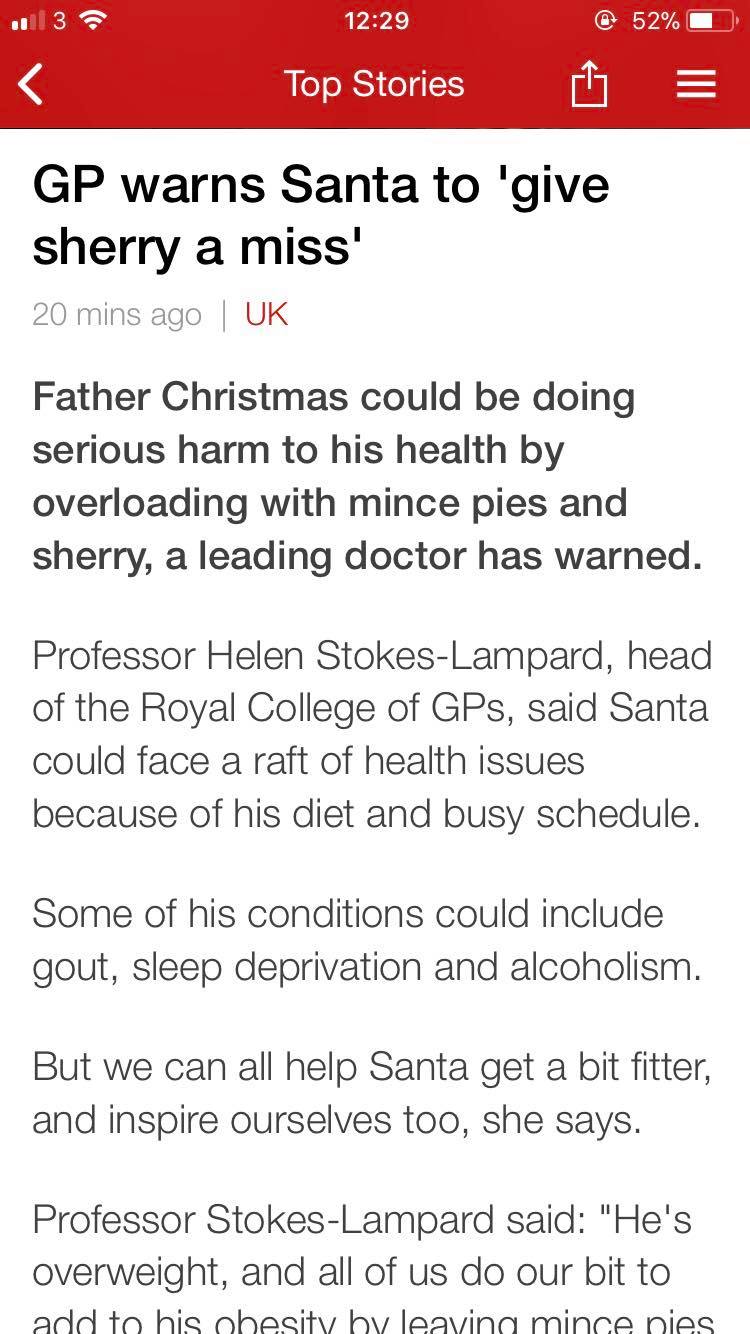 3 12:29 52%
Top Stories
GP warns Santa to 'give
sherry a miss'
20 mins ago | UK
Father Christmas could be doing
serious harm to his health by
overloading with mince pies and
sherry, a leading doctor has warned.
Professor Helen Stokes-Lampard, head
of the Royal College of GPs, said Santa
could face a raft of health issues
because of his diet and busy schedule.
Some of his conditions could include
gout, sleep deprivation and alcoholism.
But we can all help Santa get a bit fitter,
and inspire ourselves too, she says.
Professor Stokes-Lampard said: "He's
overweight, and all of us do our bit to
add to his obesity by leaving mince pies